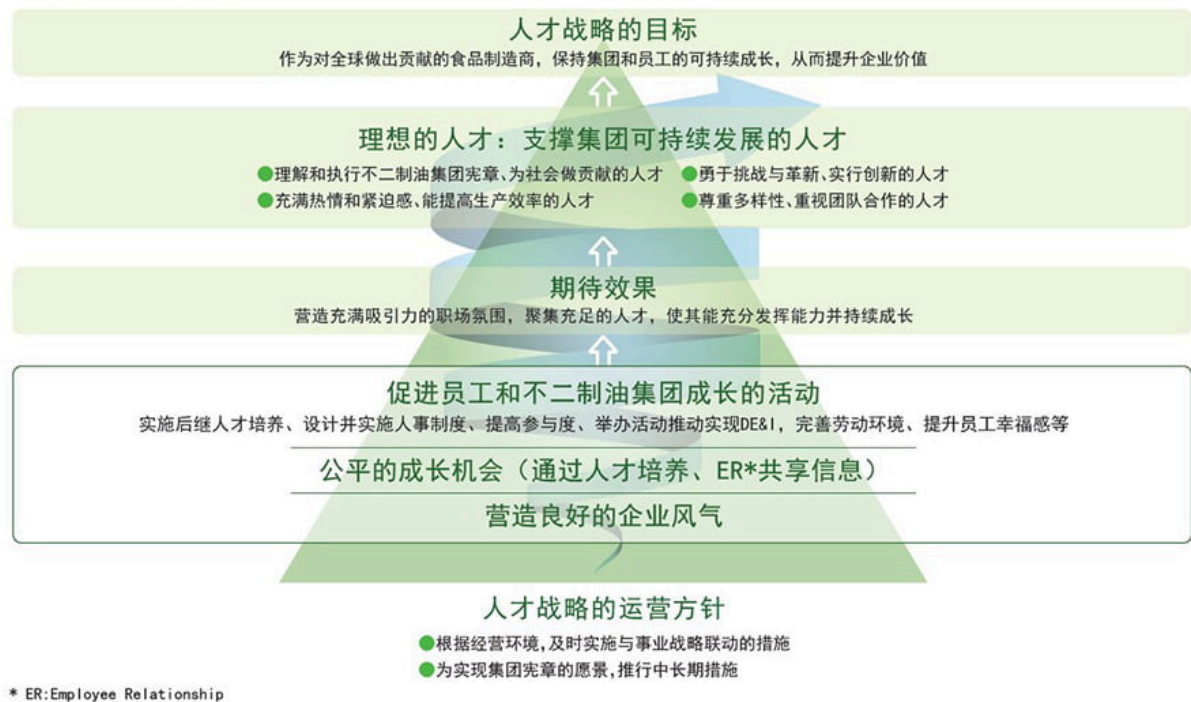 人才战略的目标
作为对全球做出贡献的食品制造商，保持集团和员工的可持续成长，从而提升企业价值
理想的人才：支撑集团可持续发展的人才
●理解和执行不二制油集团宪章、为社会做贡献的人才 ●勇于挑战与革新、实行创新的人才
●充满热情和紧迫感、能提高生产效率的人才 ●尊重多样性、重视团队合作的人才
期待效果
营造充满吸引力的职场氛围，聚集充足的人才，使其能充分发挥能力并持续成长
促进员工和不二制油集团成长的活动
实施后继人才培养、设计并实施人事制度、提高参与度、举办活动推动实现DE&I，完善劳动环境、提升员工幸福感等
公平的成长机会（通过人才培养、ER*共享信息）
营造良好的企业风气
人才战略的运营方针
●根据经营环境,及时实施与事业战略联动的措施
●为实现集团宪章的愿景,推行中长期措施
* ER:Employee Relationship